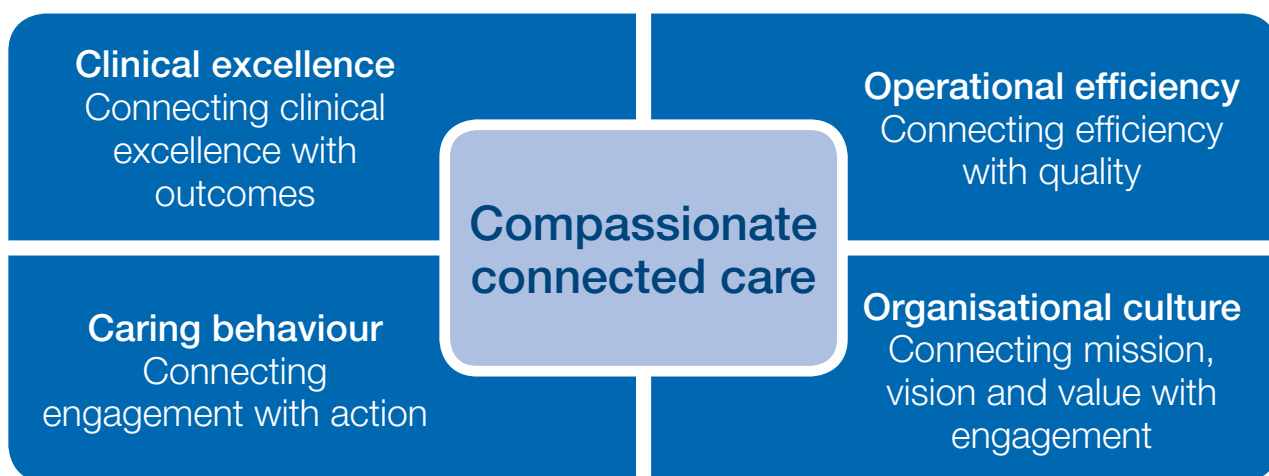 Clinical excellence
Connecting clinical
excellence with
outcomes
Operational efficiency
Connecting efficiency
with quality
Compassionate
connected care
Caring behaviour
Connecting
engagement with action
Organisational culture
Connecting mission,
vision and value with
engagement